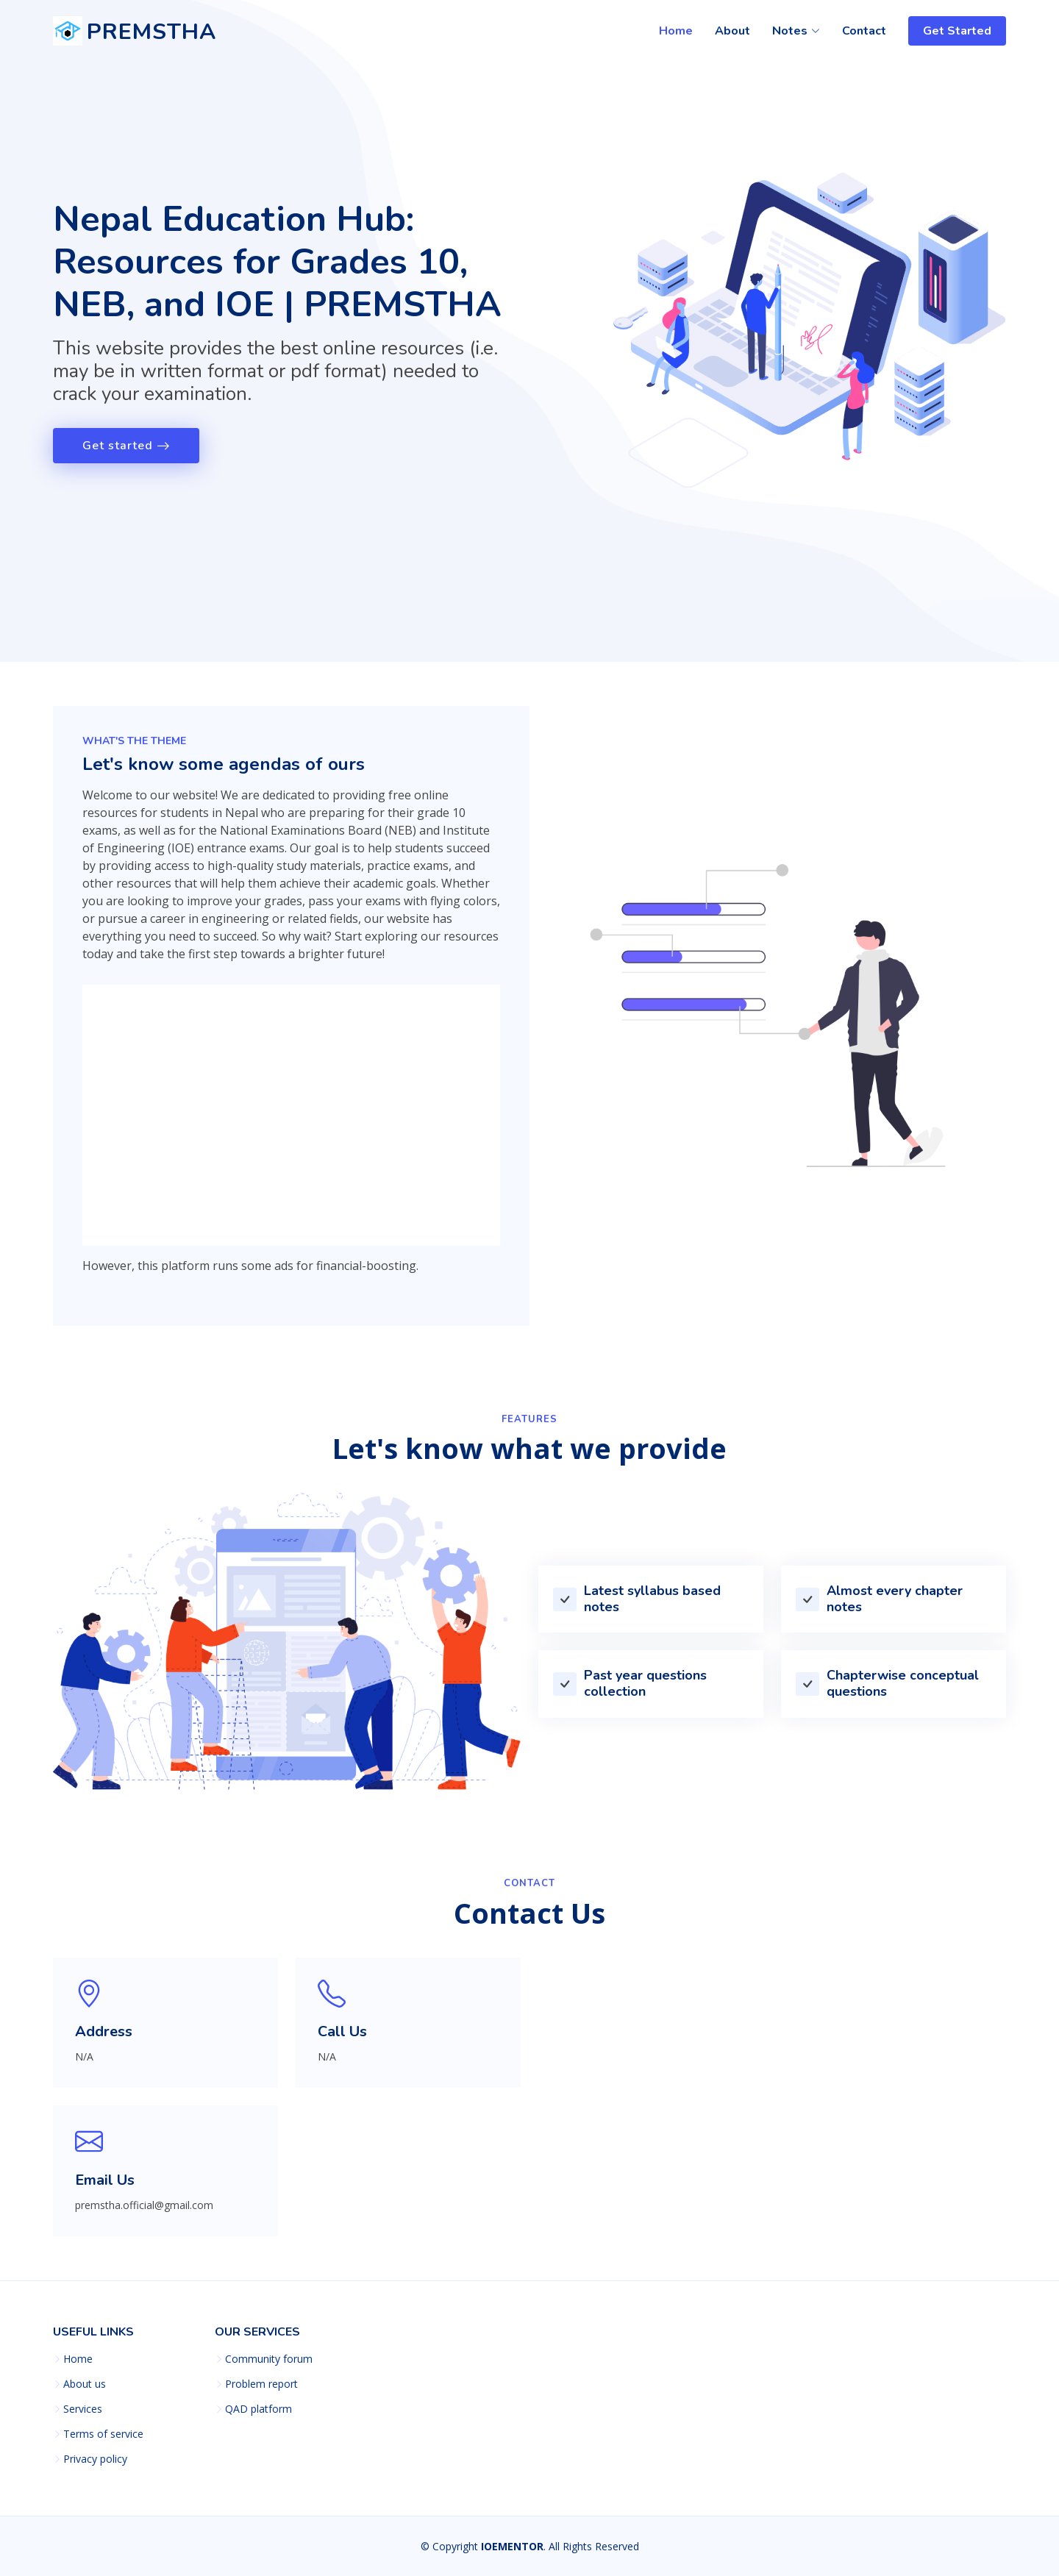 PREMSTHA
Home
About
Notes
Contact
Get Started
Nepal Education Hub:
Resources for Grades 10,
NEB, and IOE | PREMSTHA
This website provides the best online resources (i.e.
may be in written format or pdf format) needed to
crack your examination.
Get started
WHAT'S THE THEME
Let's know some agendas of ours
Welcome to our website! We are dedicated to providing free online
resources for students in Nepal who are preparing for their grade 10
exams, as well as for the National Examinations Board (NEB) and Institute
of Engineering (IOE) entrance exams. Our goal is to help students succeed
by providing access to high-quality study materials, practice exams, and
other resources that will help them achieve their academic goals. Whether
you are looking to improve your grades, pass your exams with flying colors,
or pursue a career in engineering or related fields, our website has
everything you need to succeed. So why wait? Start exploring our resources
today and take the first step towards a brighter future!
However, this platform runs some ads for financial-boosting.
FEATURES
Let's know what we provide
Latest syllabus based
notes
Almost every chapter
notes
Past year questions
collection
Chapterwise conceptual
questions
CONTACT
Contact Us
Address
N/A
Call Us
N/A
Email Us
premstha.official@gmail.com
USEFUL LINKS
Home
About us
Services
Terms of service
Privacy policy
OUR SERVICES
Community forum
Problem report
QAD platform
© Copyright IOEMENTOR. All Rights Reserved